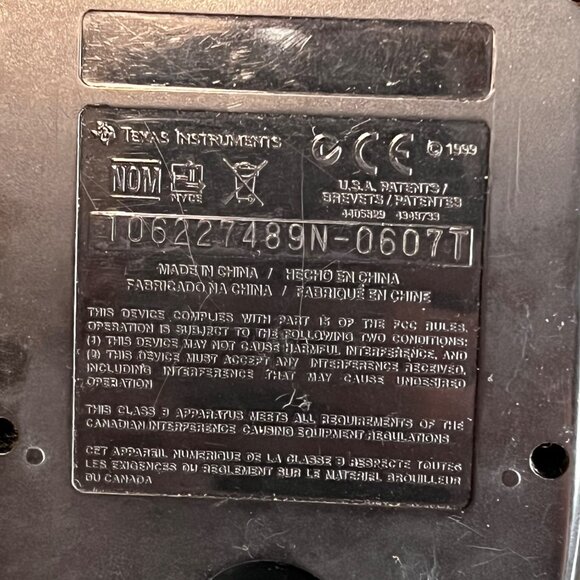 TEXAS INSTRUMENTS
© 1999
NOM
NYCE
CE
U.S.A. PATENTS/
BREVETS / PATENTES
4405829 4348733
106227489N-0607T
MADE IN CHINA / HECHO EN CHINA
FABRICADO NA CHINA / FABRIQUÉ EN CHINE
THIS DEVICE COMPLIES WITH PART 15 OF THE FCC RULES.
OPERATION IS SUBJECT TO THE FOLLOWING TWO CONDITIONS:
(1) THIS DEVICE MAY NOT CAUSE HARMFUL INTERFERENCE, AND
(2) THIS DEVICE MUST ACCEPT ANY INTERFERENCE RECEIVED,
INCLUDING INTERFERENCE THAT MAY CAUSE UNDESIRED
OPERATION
THIS CLASS B APPARATUS MEETS ALL REQUIREMENTS OF THE
CANADIAN INTERFERENCE CAUSING EQUIPMENT REGULATIONS
CET APPAREIL NUMERIQUE DE LA CLASSE B RESPECTE TOUTES
LES EXIGENCES DU REGLEMENT SUR LE MATERIEL BROUILLEUR
DU CANADA